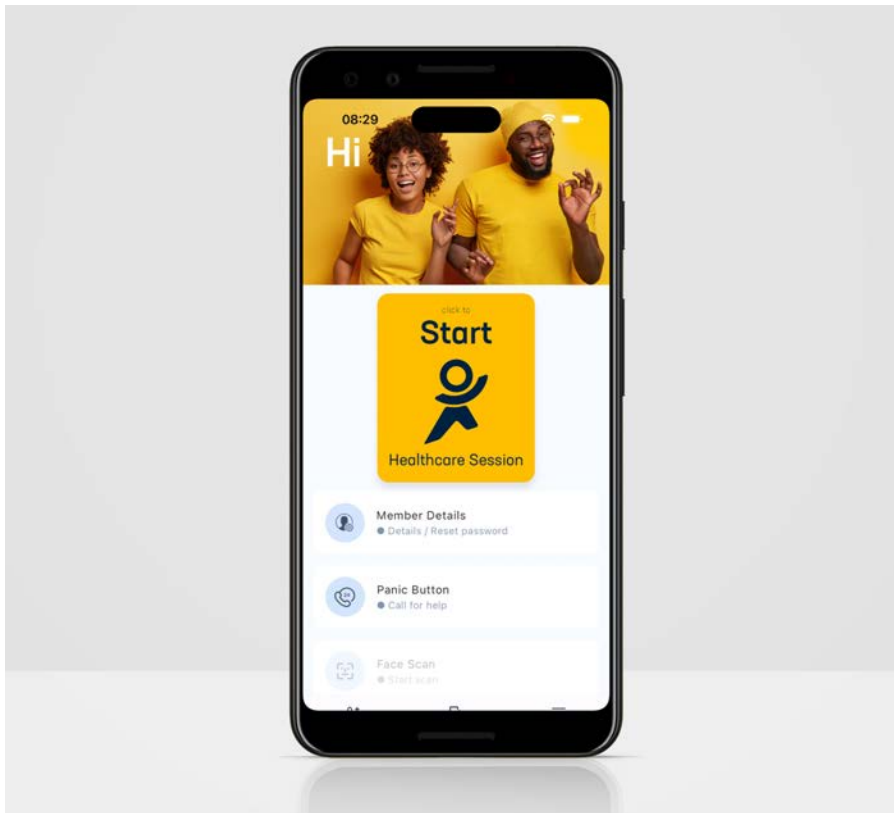 08:29
Hi
click to
Start
Healthcare Session
Member Details
Details / Reset password
Panic Button
Call for help
Face Scan
Start scan